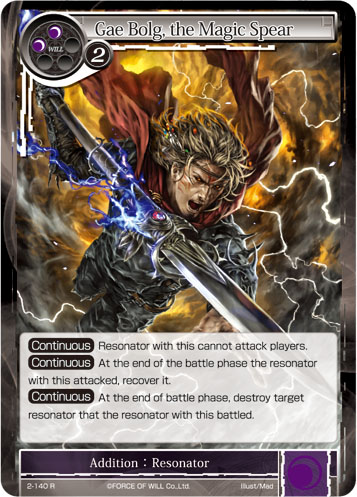 Gae Bolg, the Magic Spear
WILL
2
Continuous Resonator with this cannot attack players.
Continuous At the end of the battle phase the resonator
with this attacked, recover it.
Continuous At the end of battle phase, destroy target
resonator that the resonator with this battled.
Addition : Resonator
2-140 R ©FORCE OF WILL Co.,Ltd. Illust/Mad